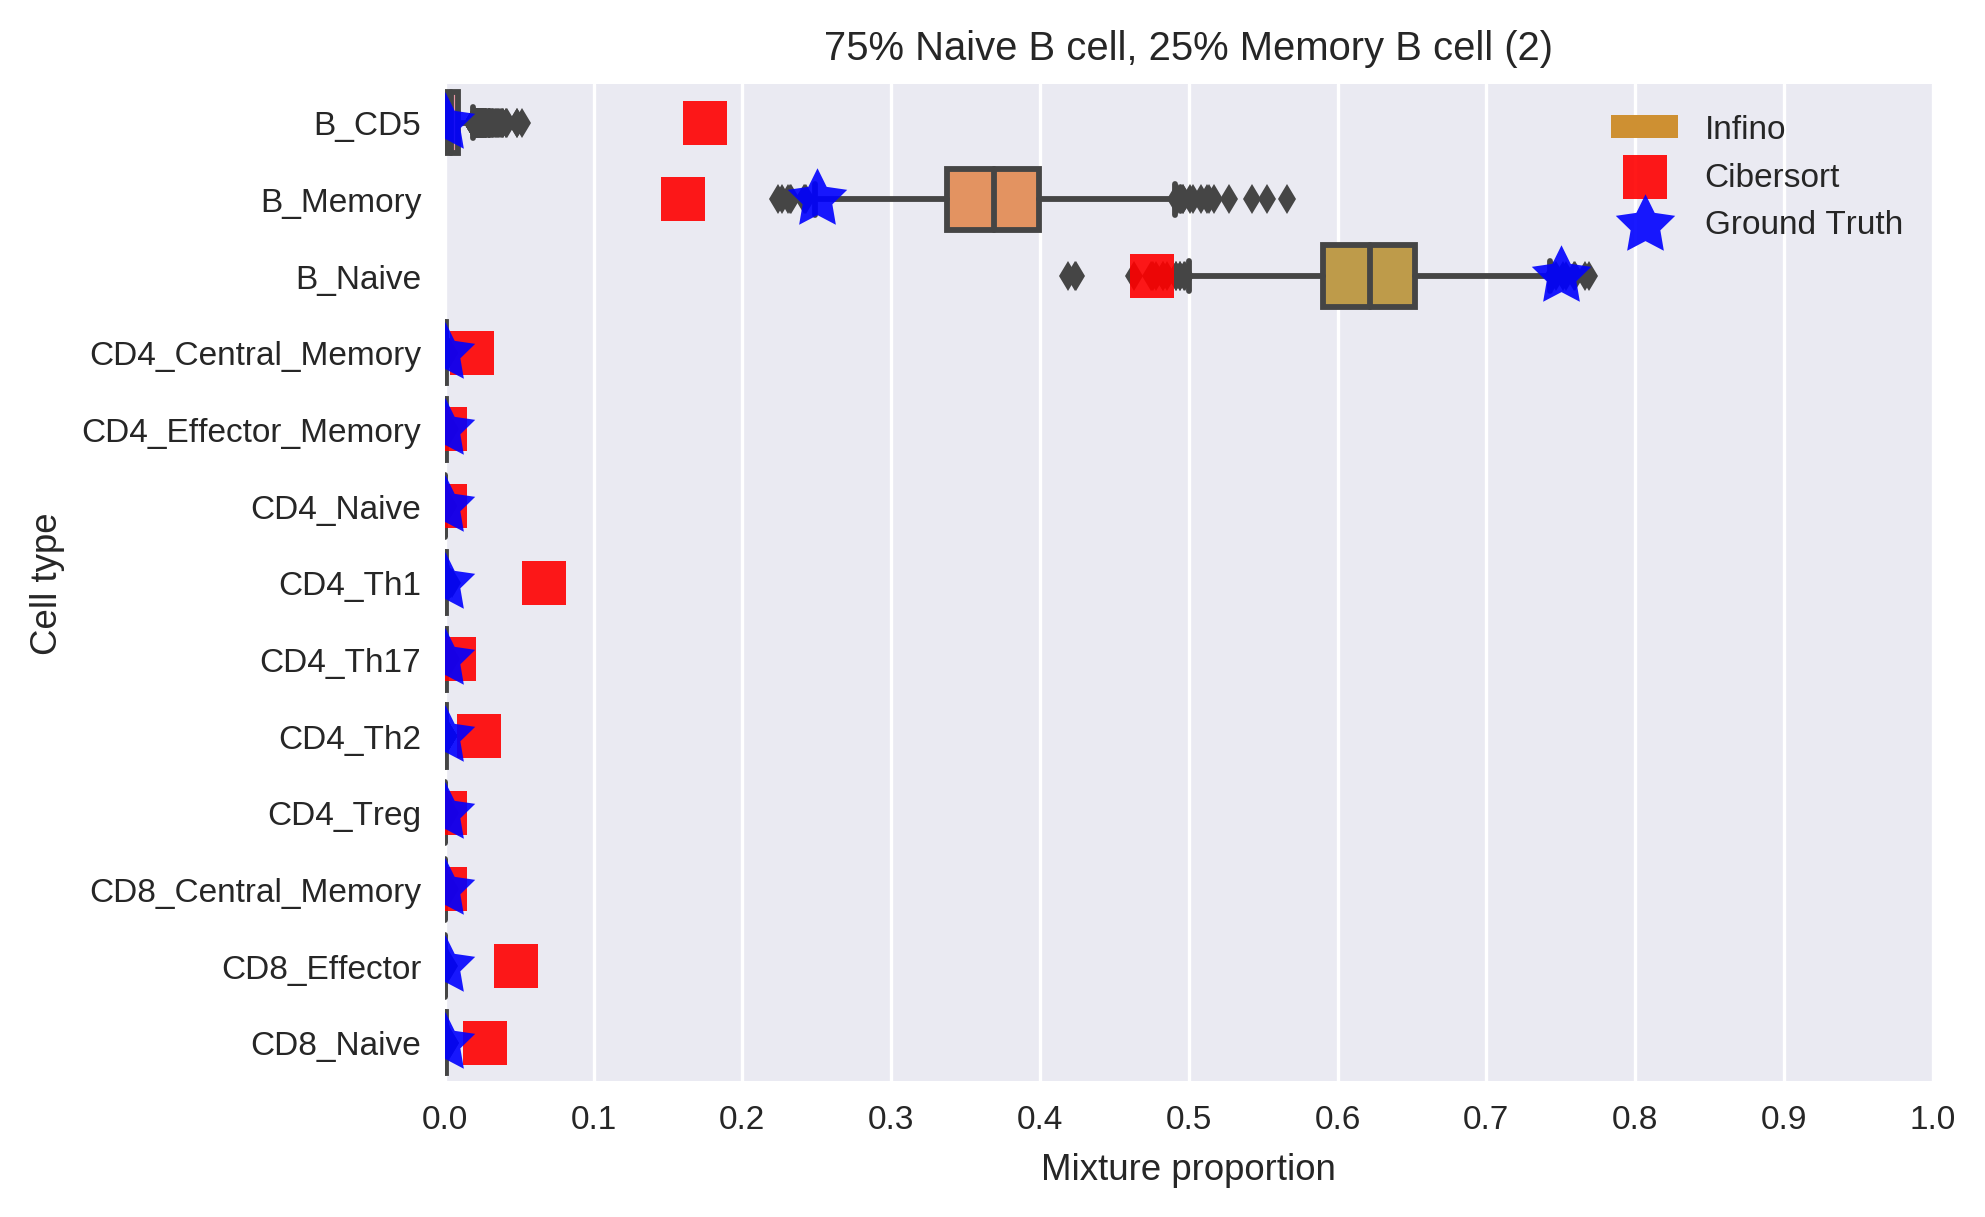 75% Naive B cell, 25% Memory B cell (2)
B_CD5
B_Memory
B_Naive
CD4_Central_Memory
CD4_Effector_Memory
CD4_Naive
CD4_Th1
CD4_Th17
CD4_Th2
CD4_Treg
CD8_Central_Memory
CD8_Effector
CD8_Naive
Cell type
Infino
Cibersort
Ground Truth
0.0 0.1 0.2 0.3 0.4 0.5 0.6 0.7 0.8 0.9 1.0
Mixture proportion